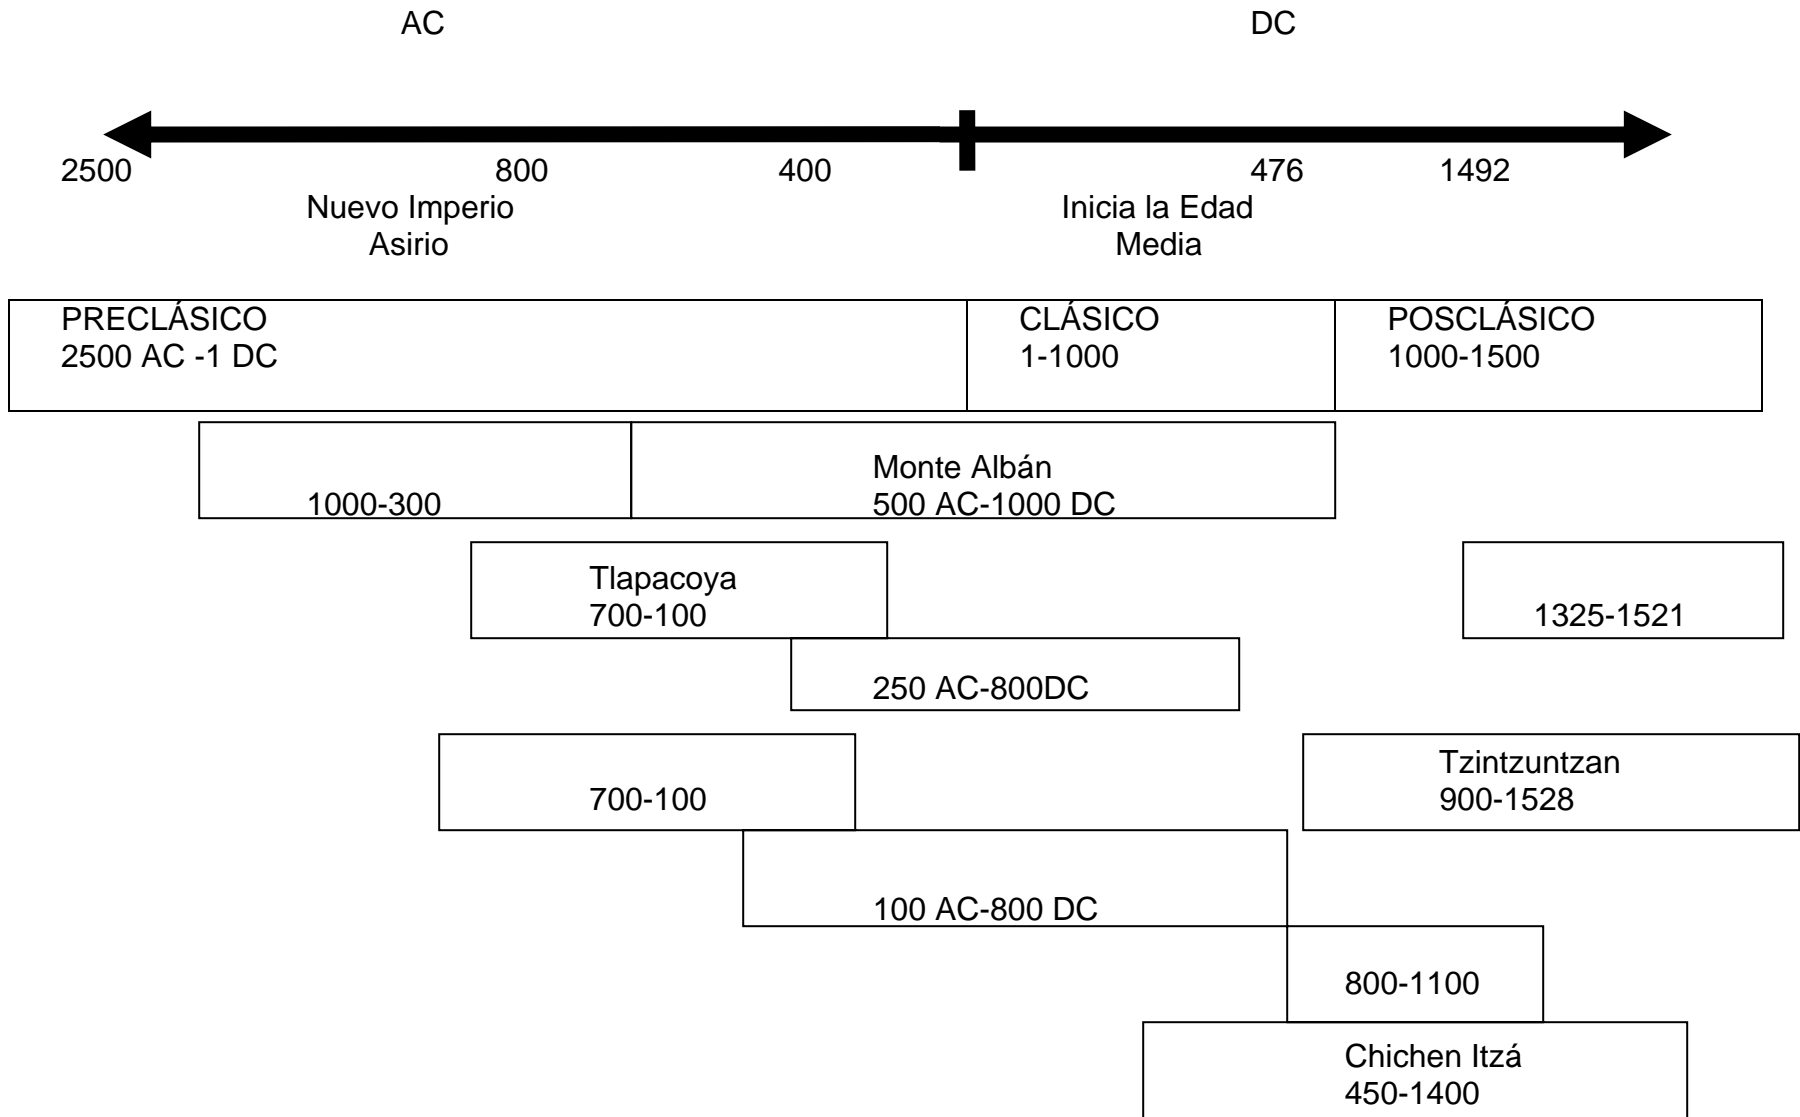 AC DC
2500 800 400 476 1492
Nuevo Imperio Inicia la Edad
Asirio Media
PRECLÁSICO CLÁSICO POSCLÁSICO
2500 AC -1 DC 1-1000 1000-1500
Monte Albán
1000-300 500 AC-1000 DC
Tlapacoya
700-100 1325-1521
250 AC-800DC
Tzintzuntzan
700-100 900-1528
100 AC-800 DC
800-1100
Chichen Itzá
450-1400